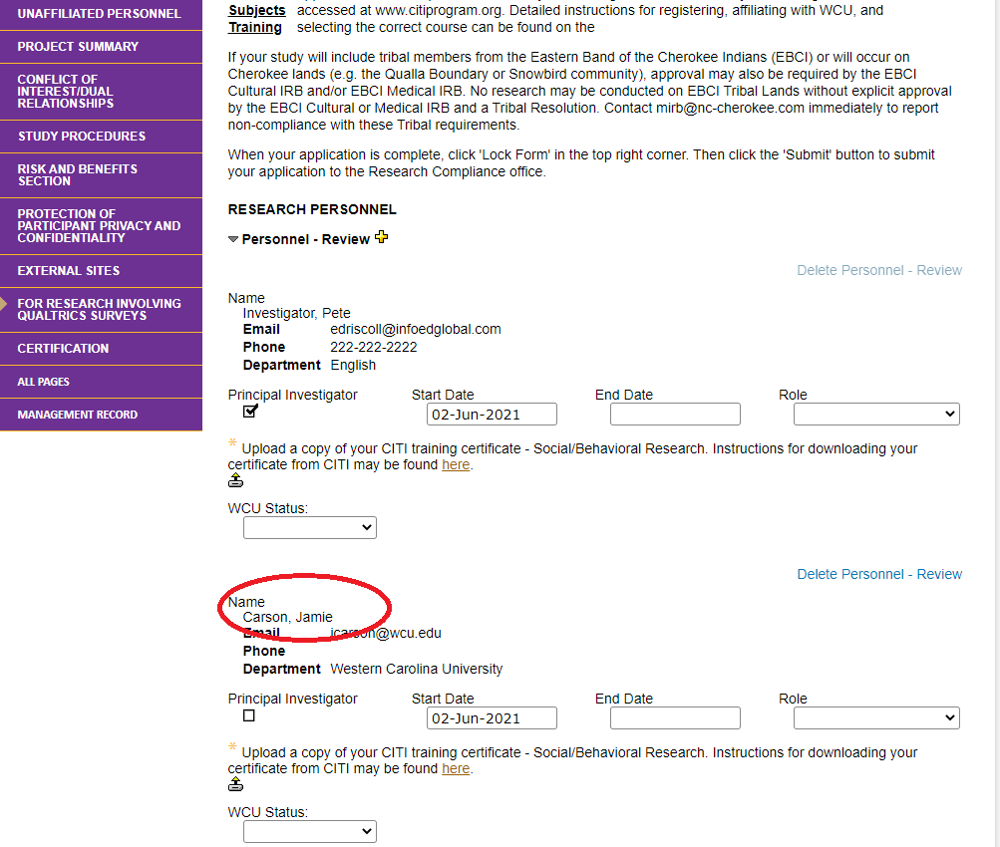 UNAFFILIATED PERSONNEL
PROJECT SUMMARY
CONFLICT OF
INTEREST/DUAL
RELATIONSHIPS
STUDY PROCEDURES
RISK AND BENEFITS
SECTION
PROTECTION OF
PARTICIPANT PRIVACY AND
CONFIDENTIALITY
EXTERNAL SITES
FOR RESEARCH INVOLVING
QUALTRICS SURVEYS
CERTIFICATION
ALL PAGES
MANAGEMENT RECORD
Subjects accessed at www.citiprogram.org. Detailed instructions for registering, affiliating with WCU, and
Training selecting the correct course can be found on the
If your study will include tribal members from the Eastern Band of the Cherokee Indians (EBCI) or will occur on
Cherokee lands (e.g. the Qualla Boundary or Snowbird community), approval may also be required by the EBCI
Cultural IRB and/or EBCI Medical IRB. No research may be conducted on EBCI Tribal Lands without explicit approval
by the EBCI Cultural or Medical IRB and a Tribal Resolution. Contact mirb@nc-cherokee.com immediately to report
non-compliance with these Tribal requirements.
When your application is complete, click 'Lock Form' in the top right corner. Then click the 'Submit' button to submit
your application to the Research Compliance office.
RESEARCH PERSONNEL
Personnel - Review
Delete Personnel - Review
Name
Investigator, Pete
Email edriscoll@infoedglobal.com
Phone 222-222-2222
Department English
Principal Investigator Start Date End Date Role
02-Jun-2021
* Upload a copy of your CITI training certificate - Social/Behavioral Research. Instructions for downloading your
certificate from CITI may be found here.
WCU Status:
Delete Personnel - Review
Name
Carson, Jamie
Email jcarson@wcu.edu
Phone
Department Western Carolina University
Principal Investigator Start Date End Date Role
02-Jun-2021
* Upload a copy of your CITI training certificate - Social/Behavioral Research. Instructions for downloading your
certificate from CITI may be found here.
WCU Status: